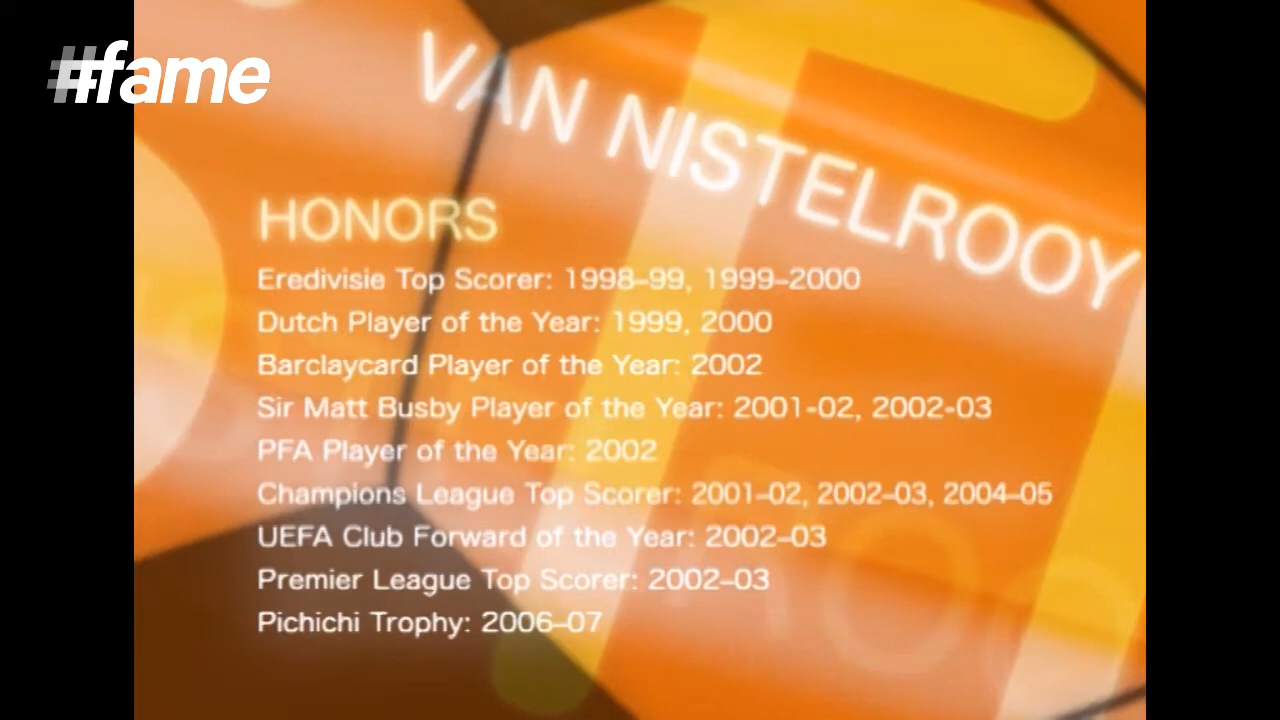 #fame
VAN NISTELROOY
HONORS
Eredivisie Top Scorer: 1998–99, 1999–2000
Dutch Player of the Year: 1999, 2000
Barclaycard Player of the Year: 2002
Sir Matt Busby Player of the Year: 2001-02, 2002-03
PFA Player of the Year: 2002
Champions League Top Scorer: 2001–02, 2002–03, 2004–05
UEFA Club Forward of the Year: 2002–03
Premier League Top Scorer: 2002–03
Pichichi Trophy: 2006–07